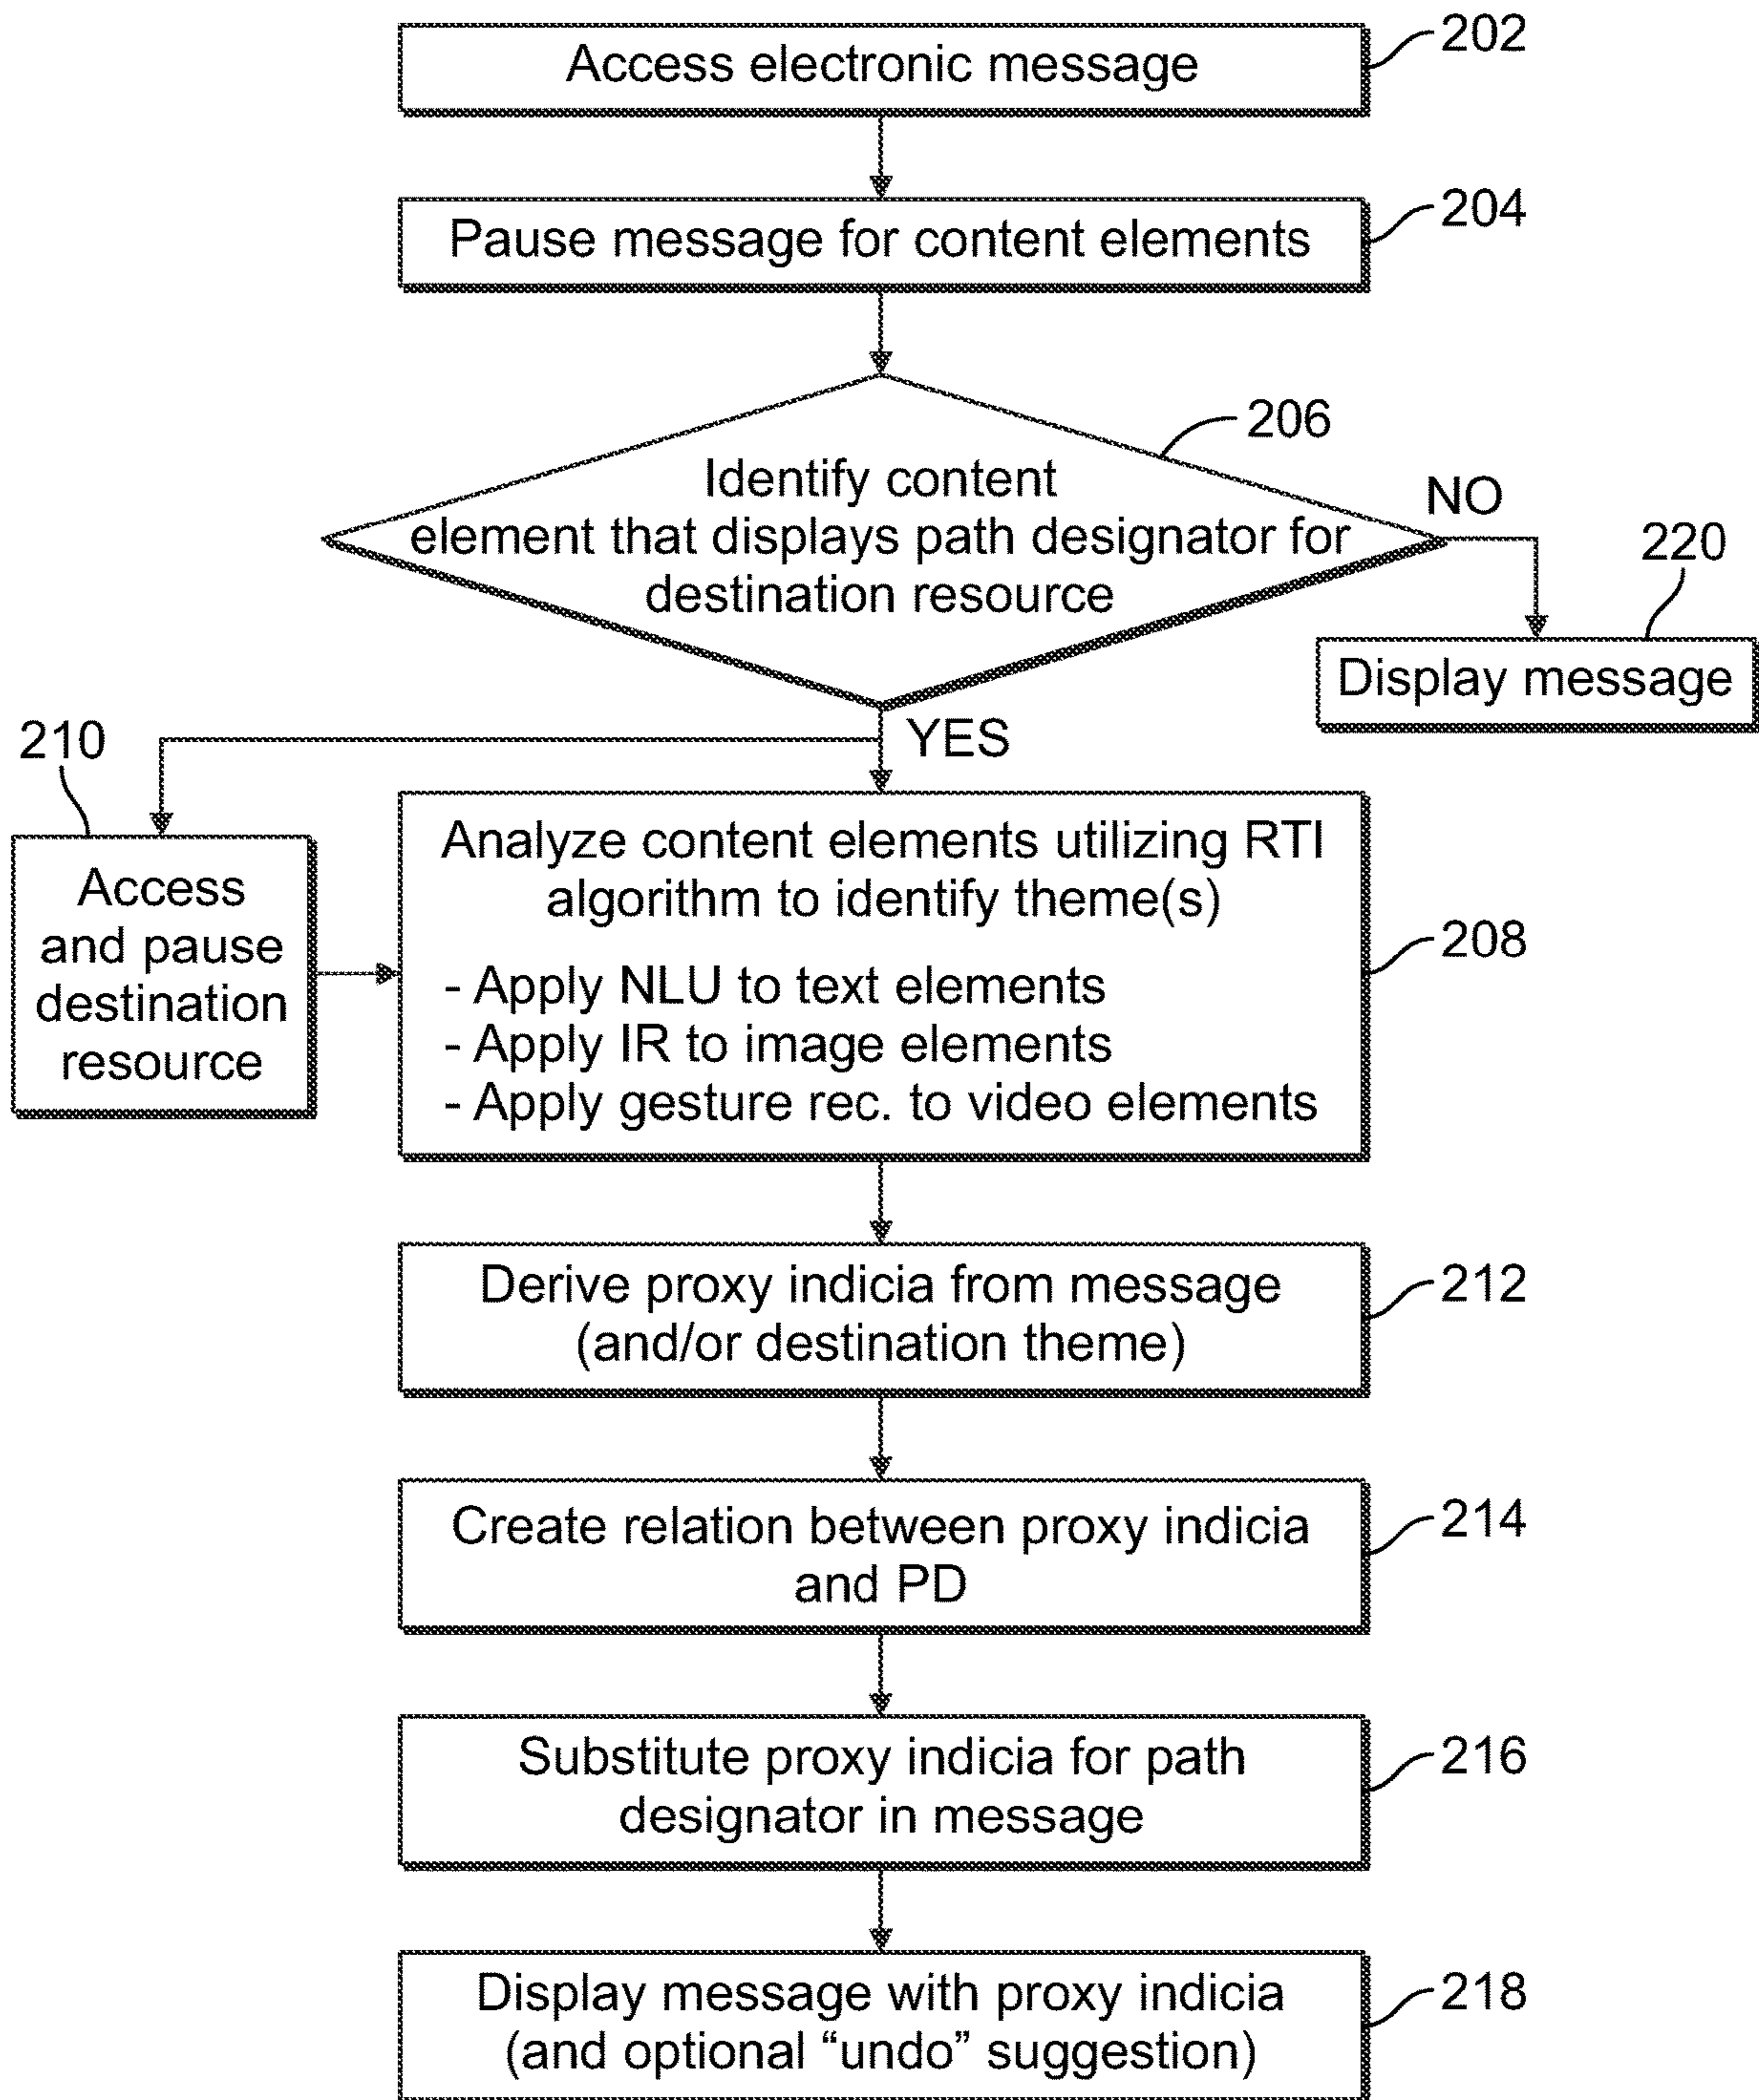 Access electronic message
202
Pause message for content elements
204
206
Identify content
element that displays path designator for
destination resource
NO
220
Display message
YES
210
Access
and pause
destination
resource
Analyze content elements utilizing RTI
algorithm to identify theme(s)
- Apply NLU to text elements
- Apply IR to image elements
- Apply gesture rec. to video elements
208
Derive proxy indicia from message
(and/or destination theme)
212
Create relation between proxy indicia
and PD
214
Substitute proxy indicia for path
designator in message
216
Display message with proxy indicia
(and optional “undo” suggestion)
218